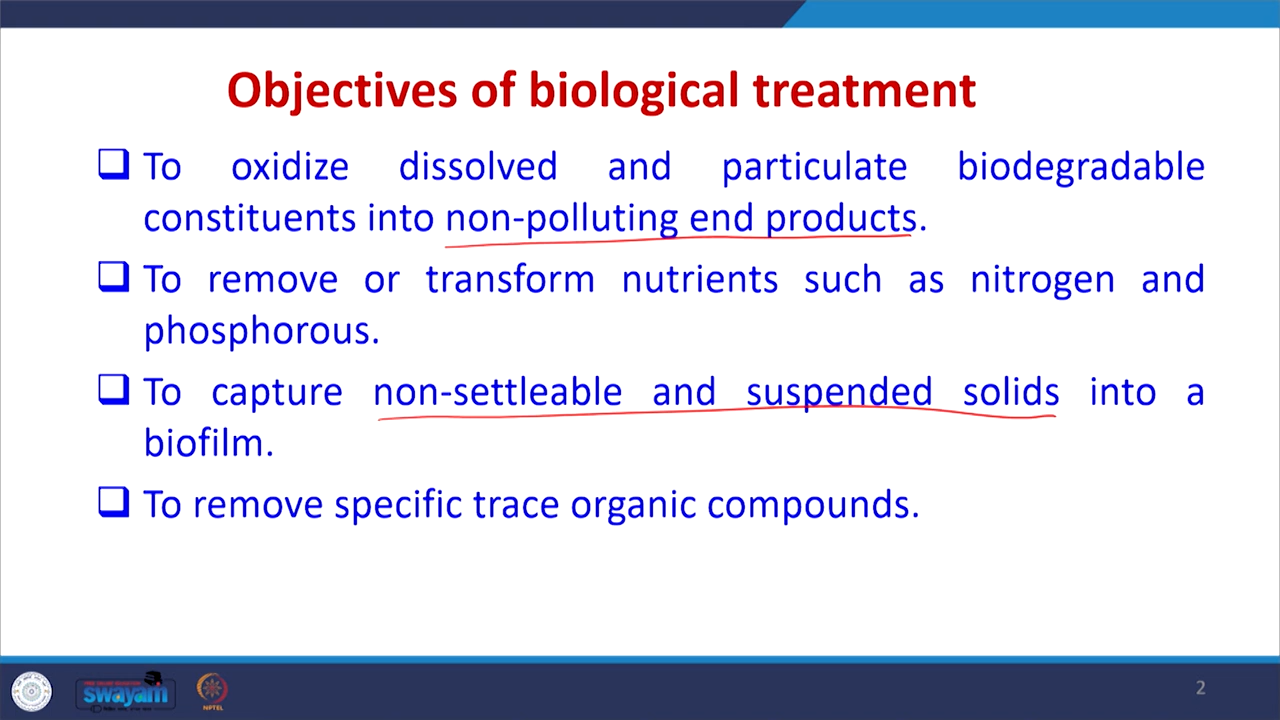 Objectives of biological treatment
To oxidize dissolved and particulate biodegradable
constituents into non-polluting end products.
To remove or transform nutrients such as nitrogen and
phosphorous.
To capture non-settleable and suspended solids into a
biofilm.
To remove specific trace organic compounds.
swayam
NPTEL
2